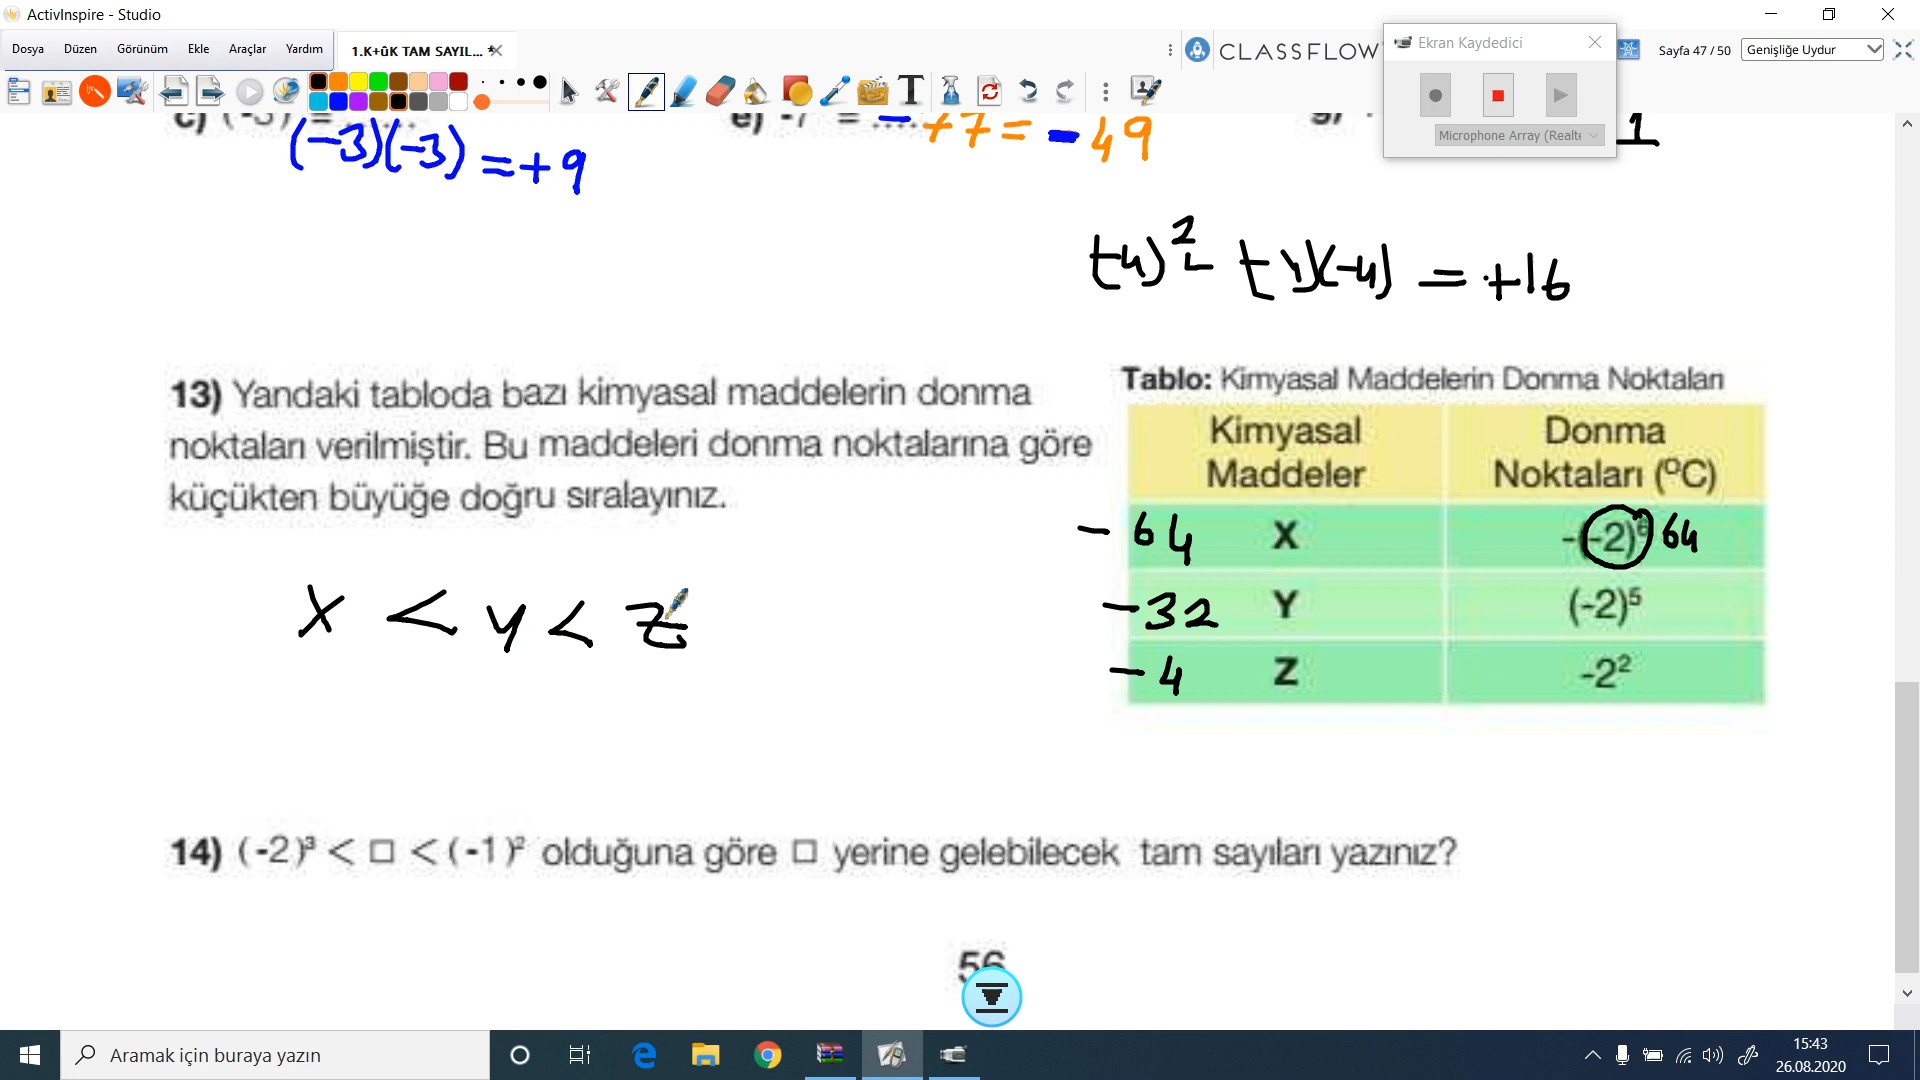 ActivInspire - Studio
Dosya Düzen Görünüm Ekle Araçlar Yardım
1.K+ûK TAM SAYIL... *
CLASSFLOW
Ekran Kaydedici
Sayfa 47 / 50
Genişliğe Uydur
Microphone Array (Realte
(-3)(-3) = +9
e) -7 = ..... - +7 = - 49
1
(-4)² = (-4)(-4) = +16
13) Yandaki tabloda bazı kimyasal maddelerin donma
noktaları verilmiştir. Bu maddeleri donma noktalarına göre
küçükten büyüğe doğru sıralayınız.
Tablo: Kimyasal Maddelerin Donma Noktaları
Kimyasal Maddeler
Donma Noktaları (⁰C)
- 64 X -(-2)⁶ 64
- 32 Y (-2)⁵
- 4 Z -2²
X < y < z
14) (-2)³ < □ < (-1)² olduğuna göre □ yerine gelebilecek tam sayıları yazınız?
56
Aramak için buraya yazın
15:43
26.08.2020